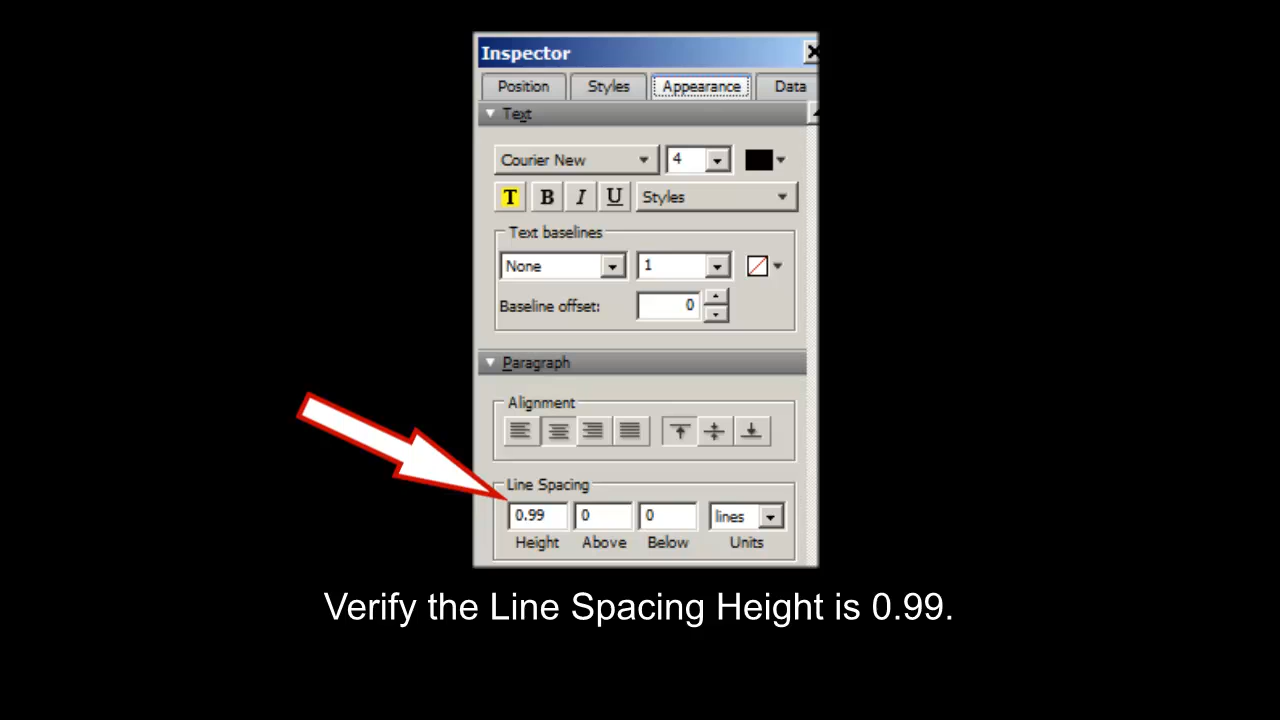 Inspector
Position Styles Appearance Data
Text
Courier New 4
T B I U Styles
Text baselines
None 1
Baseline offset: 0
Paragraph
Alignment
Line Spacing
0.99 0 0 lines
Height Above Below Units
Verify the Line Spacing Height is 0.99.